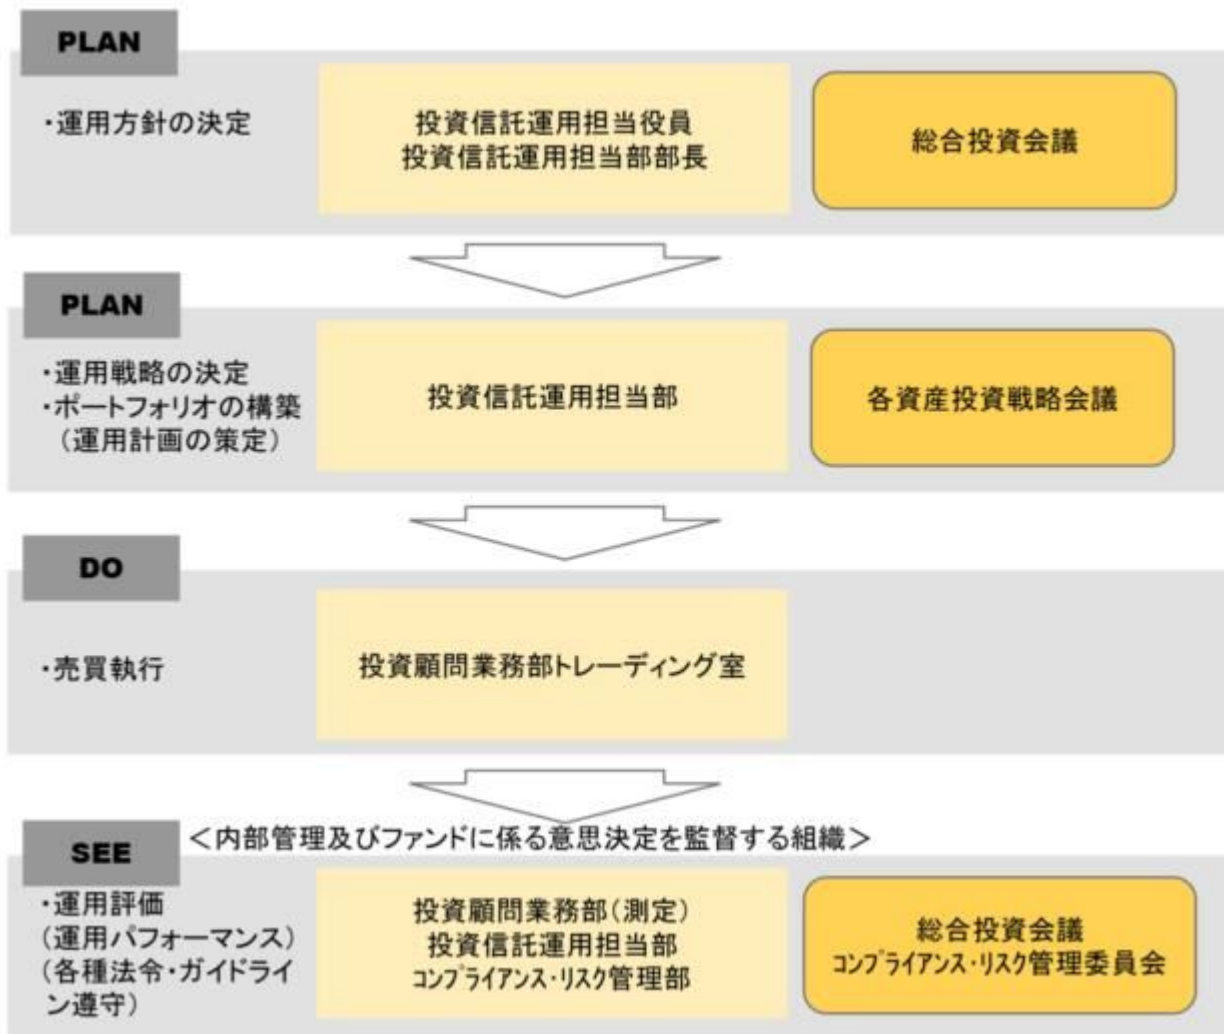 PLAN
・運用方針の決定
投資信託運用担当役員
投資信託運用担当部部長
総合投資会議
PLAN
・運用戦略の決定
・ポートフォリオの構築
（運用計画の策定）
投資信託運用担当部
各資産投資戦略会議
DO
・売買執行
投資顧問業務部トレーディング室
＜内部管理及びファンドに係る意思決定を監督する組織＞
SEE
・運用評価
（運用パフォーマンス）
（各種法令・ガイドライ
ン遵守）
投資顧問業務部（測定）
投資信託運用担当部
ｺﾝﾌﾟﾗｲｱﾝｽ・ﾘｽｸ管理部
総合投資会議
ｺﾝﾌﾟﾗｲｱﾝｽ・ﾘｽｸ管理委員会